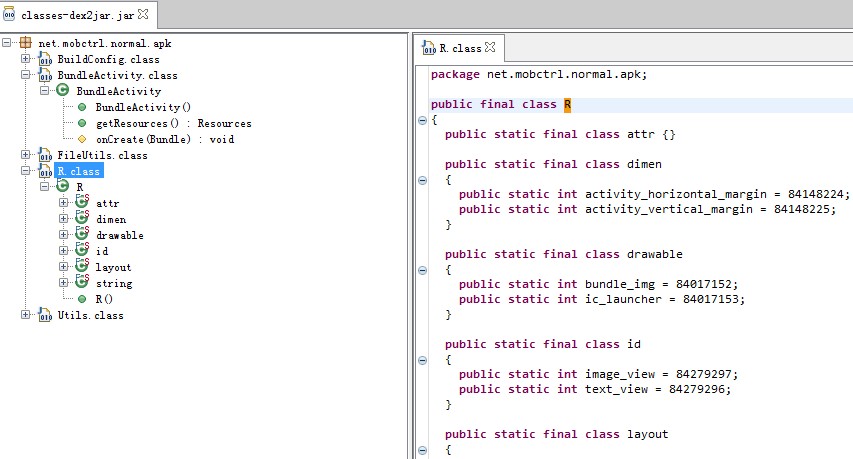 classes-dex2jar.jar
net.mobctrl.normal.apk
BuildConfig.class
BundleActivity.class
BundleActivity
BundleActivity()
getResources() : Resources
onCreate(Bundle) : void
FileUtils.class
R.class
R
attr
dimen
drawable
id
layout
string
R()
Utils.class
R.class
package net.mobctrl.normal.apk;
public final class R
{
public static final class attr {}
public static final class dimen
{
public static int activity_horizontal_margin = 84148224;
public static int activity_vertical_margin = 84148225;
}
public static final class drawable
{
public static int bundle_img = 84017152;
public static int ic_launcher = 84017153;
}
public static final class id
{
public static int image_view = 84279297;
public static int text_view = 84279296;
}
public static final class layout
{